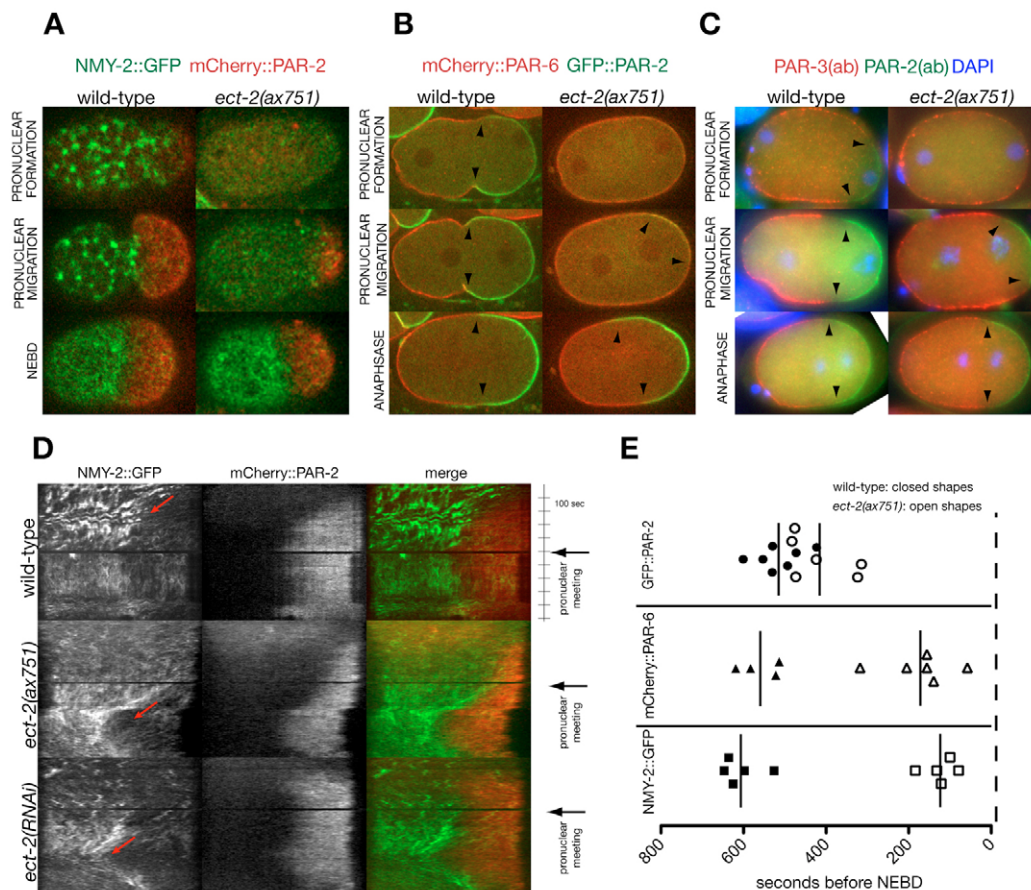 A
B
C
NMY-2::GFP mCherry::PAR-2
mCherry::PAR-6 GFP::PAR-2
PAR-3(ab) PAR-2(ab) DAPI
wild-type ect-2(ax751)
wild-type ect-2(ax751)
wild-type ect-2(ax751)
PRONUCLEAR FORMATION
PRONUCLEAR MIGRATION
NEBD
PRONUCLEAR FORMATION
PRONUCLEAR MIGRATION
ANAPHSASE
PRONUCLEAR FORMATION
PRONUCLEAR MIGRATION
ANAPHASE
D
NMY-2::GFP mCherry::PAR-2 merge
wild-type
100 sec
pronuclear meeting
ect-2(ax751)
pronuclear meeting
ect-2(RNAi)
pronuclear meeting
E
wild-type: closed shapes
ect-2(ax751): open shapes
GFP::PAR-2
mCherry::PAR-6
NMY-2::GFP
800 600 400 200 0
seconds before NEBD